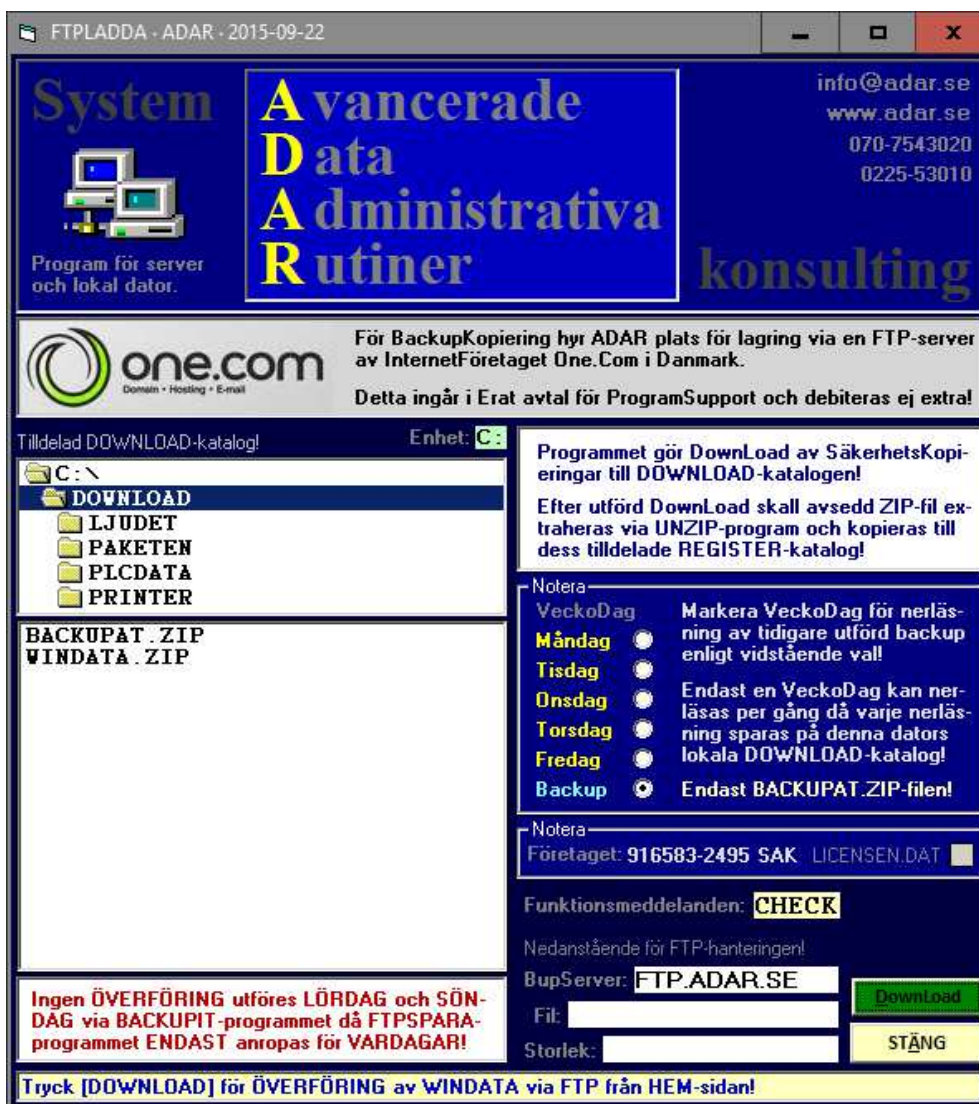 FTPLADDA - ADAR - 2015-09-22
System
Avancerade
Data
Administrativa
Rutiner
info@adar.se
www.adar.se
070-7543020
0225-53010
Program för server
och lokal dator.
konsulting
one.com
Domain • Hosting • E-mail
För BackupKopiering hyr ADAR plats för lagring via en FTP-server
av InternetFöretaget One.Com i Danmark.
Detta ingår i Erat avtal för ProgramSupport och debiteras ej extra!
Tilldelad DOWNLOAD-katalog!
Enhet: C:
C:\
DOWNLOAD
LJUDET
PAKETEN
PLCDATA
PRINTER
BACKUPAT.ZIP
WINDATA.ZIP
Ingen ÖVERFÖRING utföres LÖRDAG och SÖN-
DAG via BACKUPIT-programmet då FTPSPARA-
programmet ENDAST anropas för VARDAGAR!
Programmet gör DownLoad av SäkerhetsKopi-
eringar till DOWNLOAD-katalogen!
Efter utförd DownLoad skall avsedd ZIP-fil ex-
traheras via UNZIP-program och kopieras till
dess tilldelade REGISTER-katalog!
Notera
VeckoDag
Måndag
Tisdag
Onsdag
Torsdag
Fredag
Backup
Markera VeckoDag för nerläs-
ning av tidigare utförd backup
enligt vidstående val!
Endast en VeckoDag kan ner-
läsas per gång då varje nerläs-
ning sparas på denna dators
lokala DOWNLOAD-katalog!
Endast BACKUPAT.ZIP-filen!
Notera
Företaget: 916583-2495 SAK LICENSEN.DAT
Funktionsmeddelanden: CHECK
Nedanstående för FTP-hanteringen!
BupServer: FTP.ADAR.SE
Fil:
Storlek:
DownLoad
STÄNG
Tryck [DOWNLOAD] för ÖVERFÖRING av WINDATA via FTP från HEM-sidan!